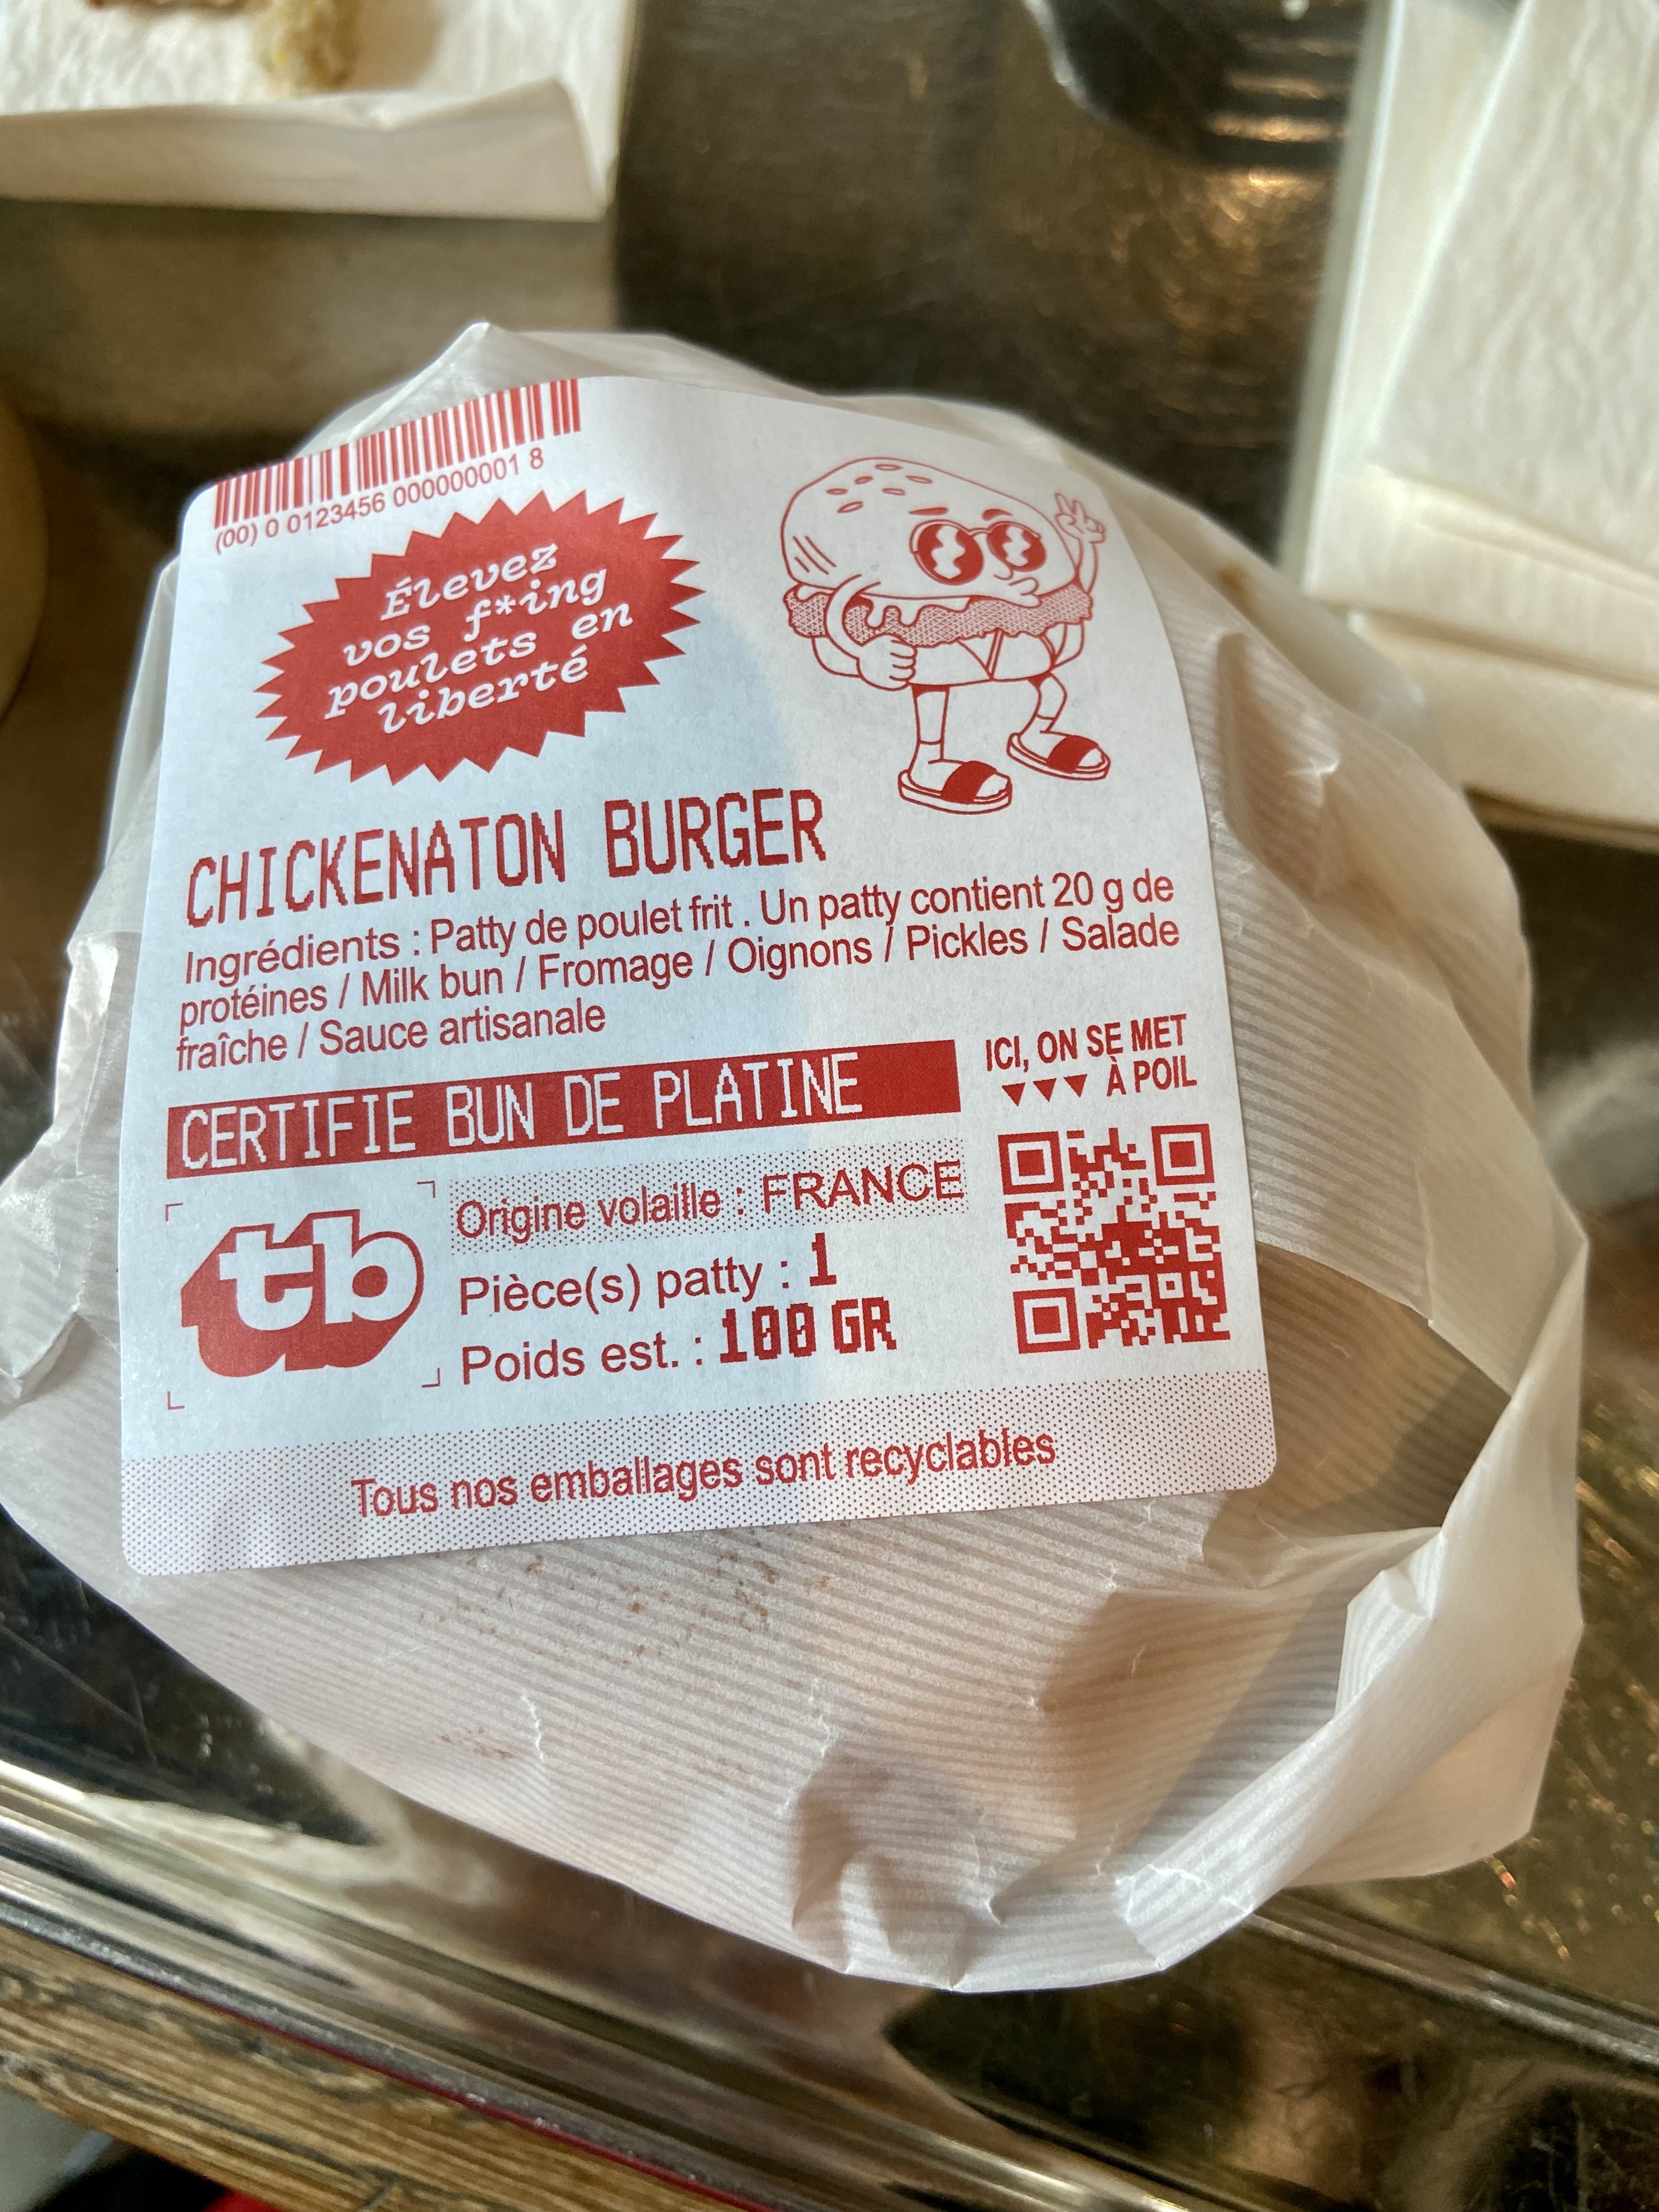 (00) 0 0123456 000000001 8
Élevez
vos f*ing
poulets en
liberté
CHICKENATON BURGER
Ingrédients : Patty de poulet frit . Un patty contient 20 g de
protéines / Milk bun / Fromage / Oignons / Pickles / Salade
fraîche / Sauce artisanale
CERTIFIE BUN DE PLATINE
ICI, ON SE MET
À POIL
tb
Origine volaille : FRANCE
Pièce(s) patty : 1
Poids est. : 100 GR
Tous nos emballages sont recyclables